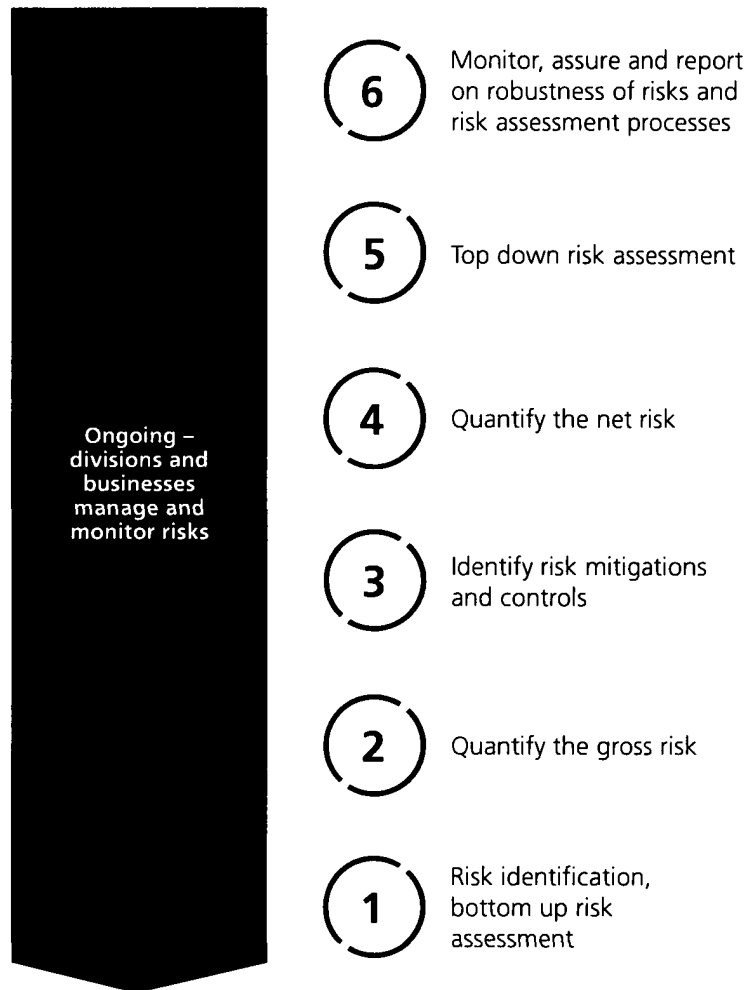 6
Monitor, assure and report
on robustness of risks and
risk assessment processes
5
Top down risk assessment
4
Quantify the net risk
Ongoing –
divisions and
businesses
manage and
monitor risks
3
Identify risk mitigations
and controls
2
Quantify the gross risk
1
Risk identification,
bottom up risk
assessment